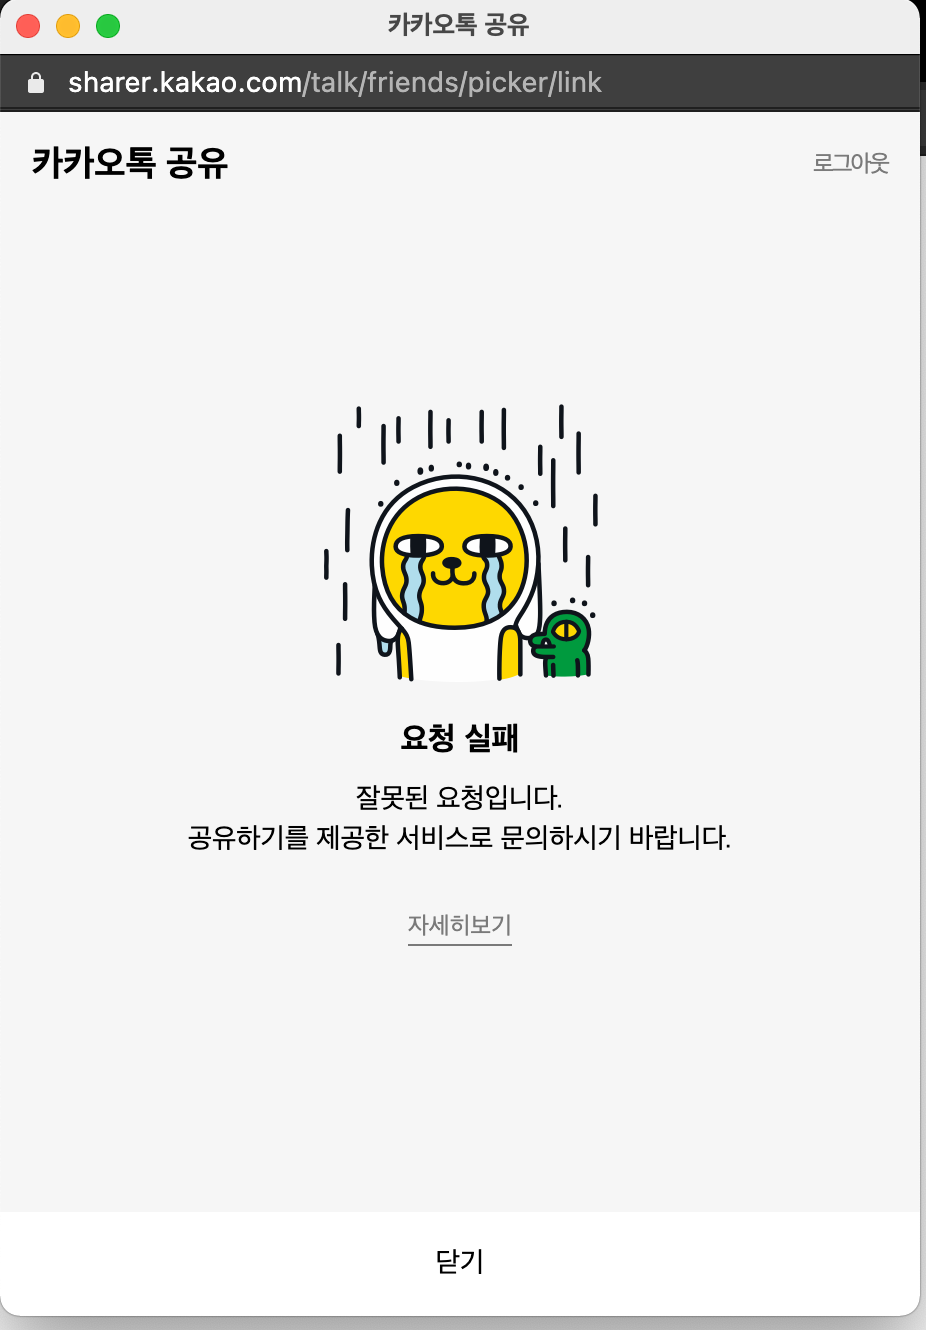 카카오톡 공유
sharer.kakao.com/talk/friends/picker/link
카카오톡 공유
로그아웃
요청 실패
잘못된 요청입니다.
공유하기를 제공한 서비스로 문의하시기 바랍니다.
자세히보기
닫기